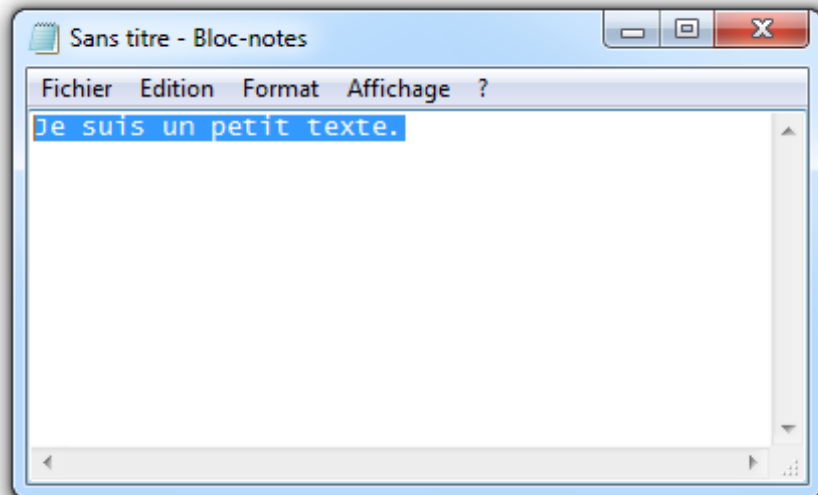 Sans titre - Bloc-notes
Fichier Edition Format Affichage ?
Je suis un petit texte.